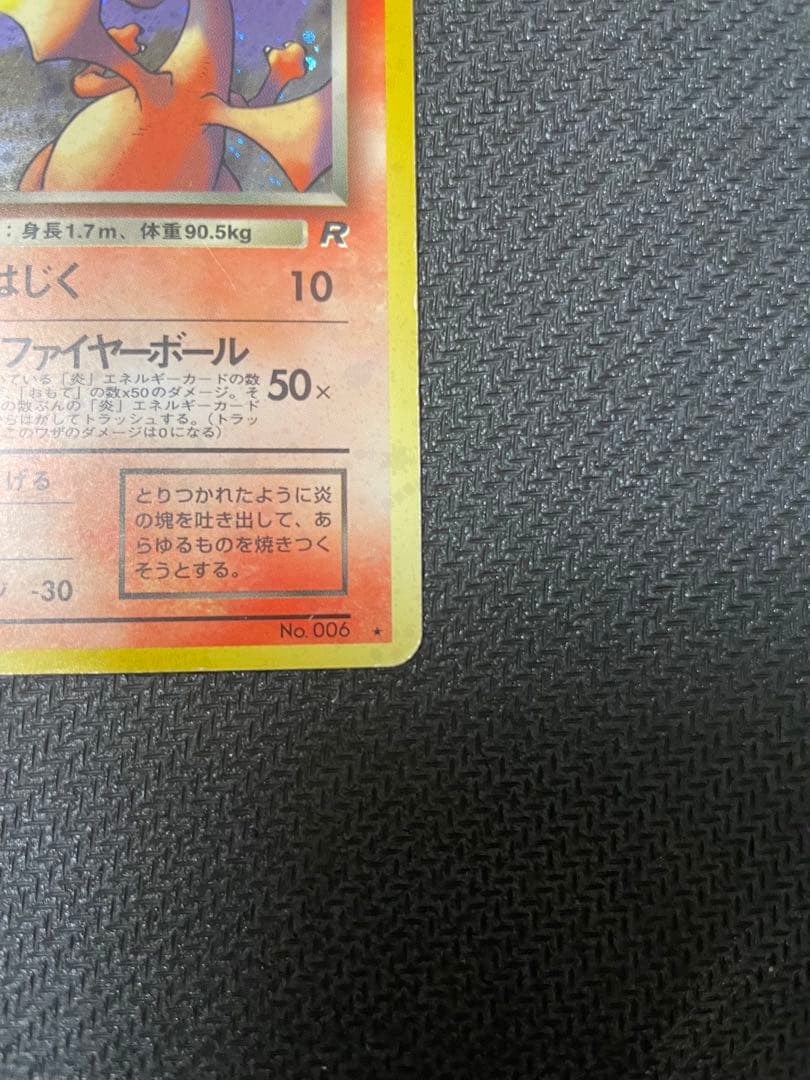 ：身長1.7m、体重90.5kg R
はじく 10
ファイヤーボール
ている「炎」エネルギーカードの数
「おもて」の数x50のダメージ。そ
の数ぶんの「炎」エネルギーカード
らはがしてトラッシュする。（トラッ
このワザのダメージは0になる）
50×
げる
-30
とりつかれたように炎
の塊を吐き出して、あ
らゆるものを焼きつく
そうとする。
No. 006 ★